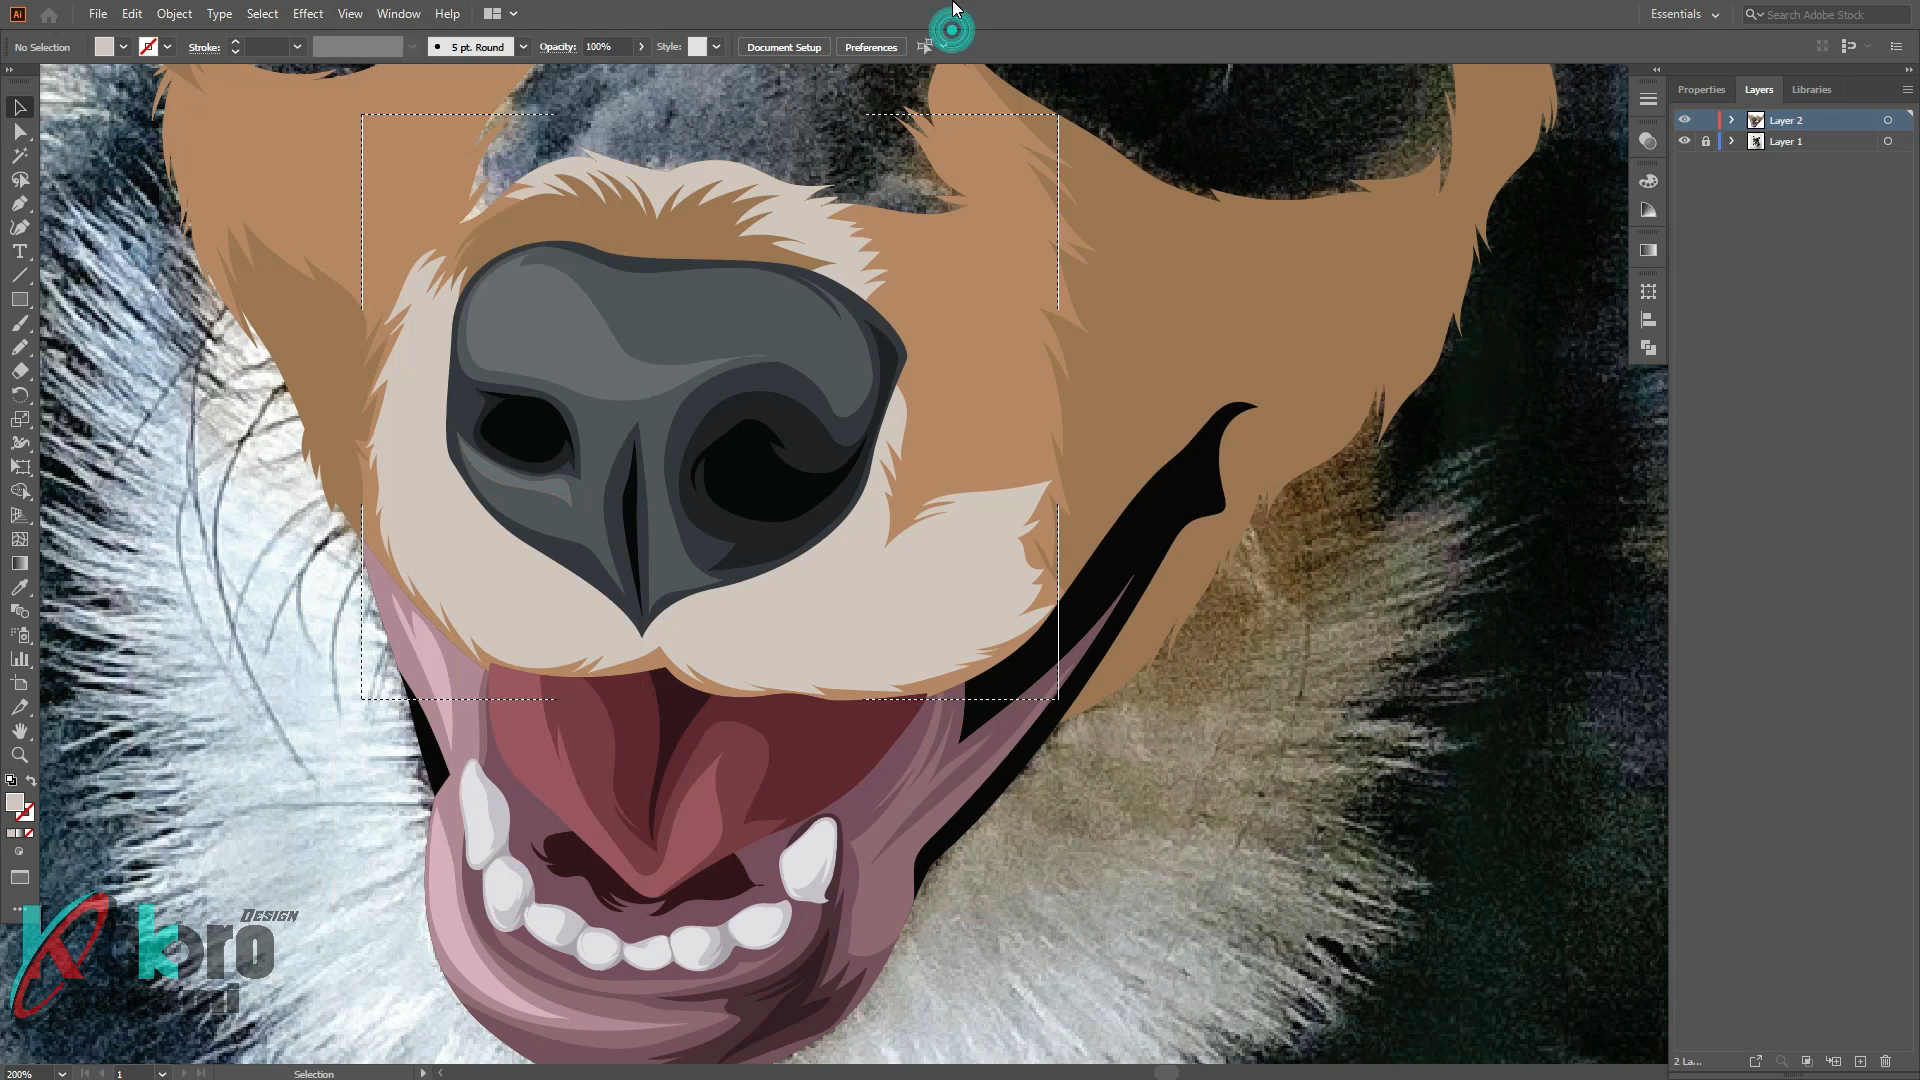 Ai File Edit Object Type Select Effect View Window Help Essentials Search Adobe Stock
No Selection Stroke: 5 pt. Round Opacity: 100% Style: Document Setup Preferences
Properties Layers Libraries
Layer 2
Layer 1
DESIGN
koro
2 La...
200% 1 Selection